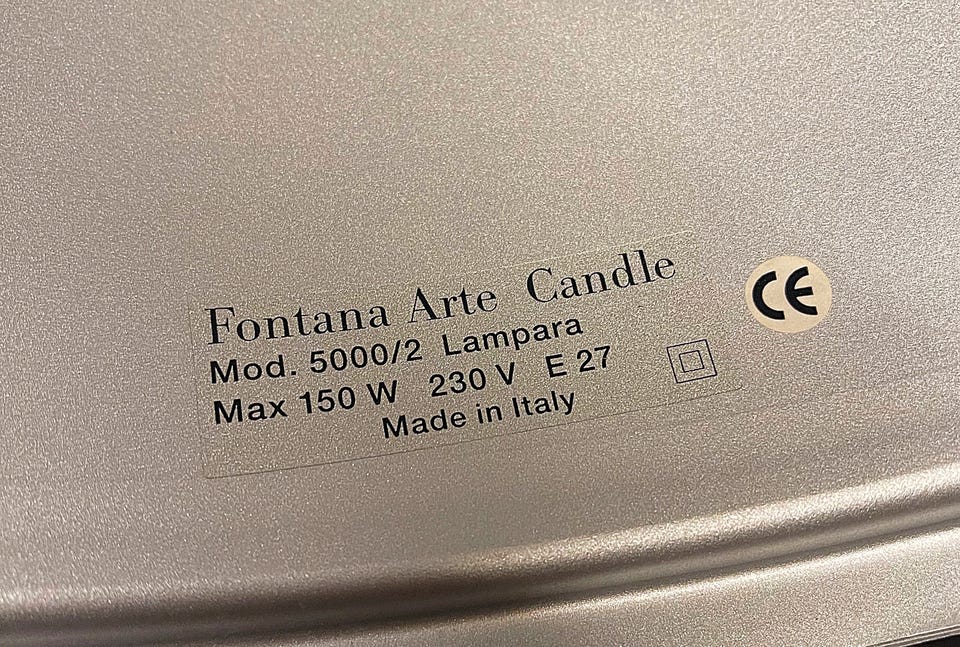 Fontana Arte Candle
Mod. 5000/2 Lampara
Max 150 W 230 V E 27
Made in Italy
CE